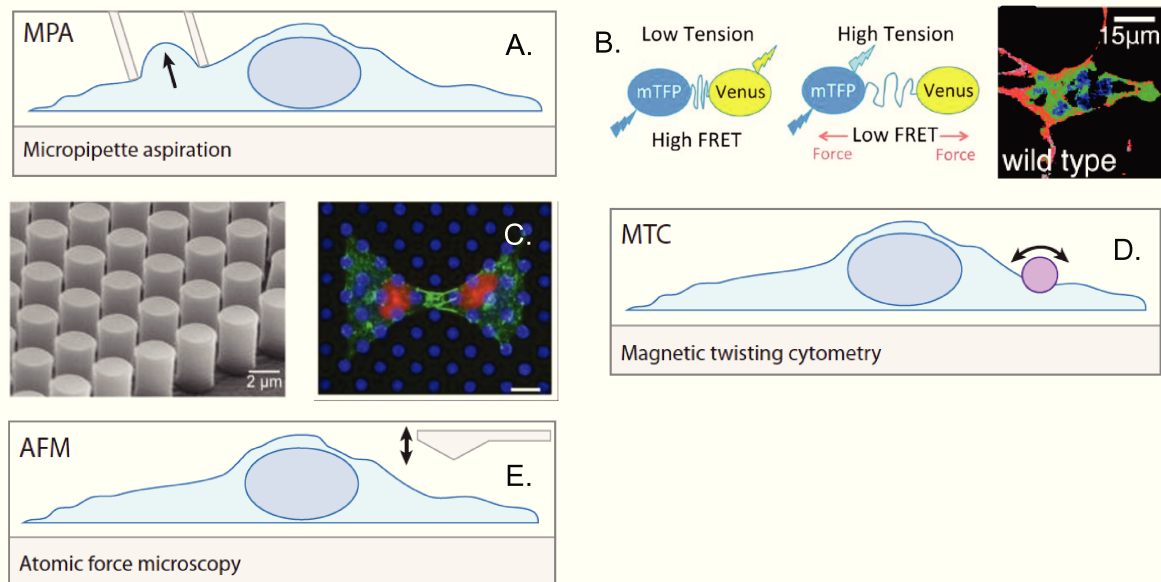 MPA
A.
Micropipette aspiration
B.
Low Tension
High Tension
mTFP
Venus
mTFP
Venus
High FRET
Low FRET
Force
Force
15μm
wild type
2 μm
C.
MTC
D.
Magnetic twisting cytometry
AFM
E.
Atomic force microscopy